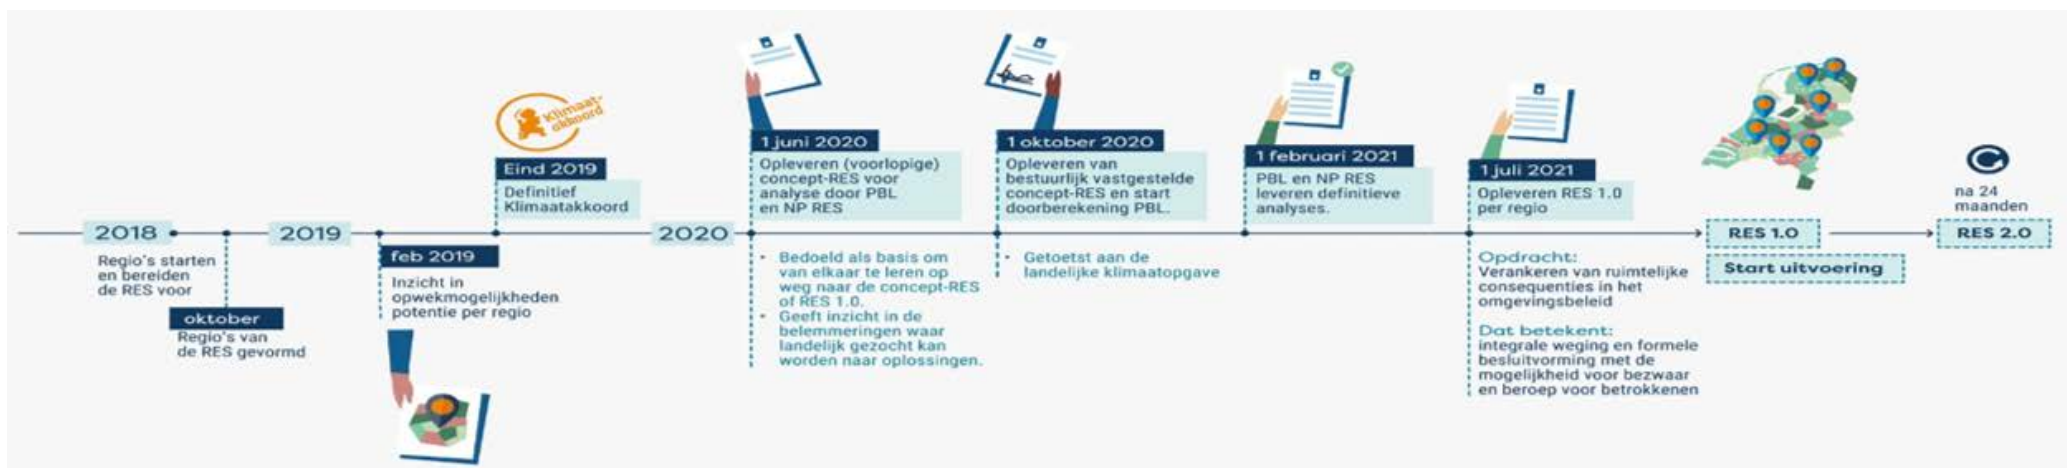 2018
Regio's starten
en bereiden
de RES voor
oktober
Regio's van
de RES gevormd
2019
feb 2019
Inzicht in
opwekmogelijkheden
potentie per regio
Klimaat-
akkoord
Eind 2019
Definitief
Klimaatakkoord
2020
1 juni 2020
Opleveren (voorlopige)
concept-RES voor
analyse door PBL
en NP RES
• Bedoeld als basis om
van elkaar te leren op
weg naar de concept-RES
of RES 1.0.
• Geeft inzicht in de
belemmeringen waar
landelijk gezocht kan
worden naar oplossingen.
1 oktober 2020
Opleveren van
bestuurlijk vastgestelde
concept-RES en start
doorberekening PBL.
• Getoetst aan de
landelijke klimaatopgave
1 februari 2021
PBL en NP RES
leveren definitieve
analyses.
1 juli 2021
Opleveren RES 1.0
per regio
Opdracht:
Verankeren van ruimtelijke
consequenties in het
omgevingsbeleid
Dat betekent:
integrale weging en formele
besluitvorming met de
mogelijkheid voor bezwaar
en beroep voor betrokkenen
RES 1.0
Start uitvoering
na 24
maanden
RES 2.0